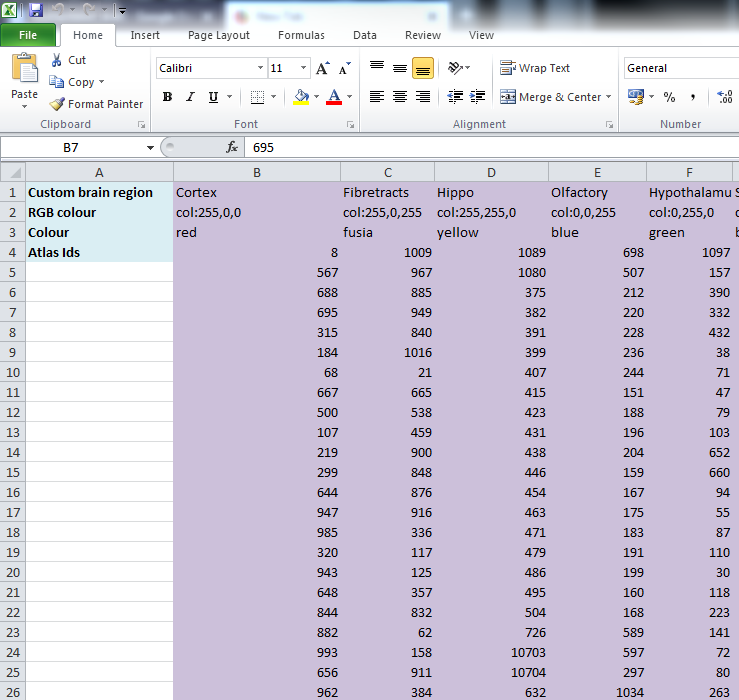 File Home Insert Page Layout Formulas Data Review View
Cut
Copy
Format Painter
Paste
Calibri 11
B I U A
Wrap Text
Merge & Center
General
%
Clipboard Font Alignment Number
B7 fx 695
A B C D E F
1 Custom brain region Cortex Fibretracts Hippo Olfactory Hypothalamu S
2 RGB colour col:255,0,0 col:255,0,255 col:255,255,0 col:0,0,255 col:0,255,0
3 Colour red fusia yellow blue green
4 Atlas Ids 8 1009 1089 698 1097
5 567 967 1080 507 157
6 688 885 375 212 390
7 695 949 382 220 332
8 315 840 391 228 432
9 184 1016 399 236 38
10 68 21 407 244 71
11 667 665 415 151 47
12 500 538 423 188 79
13 107 459 431 196 103
14 219 900 438 204 652
15 299 848 446 159 660
16 644 876 454 167 94
17 947 916 463 175 55
18 985 336 471 183 87
19 320 117 479 191 110
20 943 125 486 199 30
21 648 357 495 160 118
22 844 832 504 168 223
23 882 62 726 589 141
24 993 158 10703 597 72
25 656 911 10704 297 80
26 962 384 632 1034 263